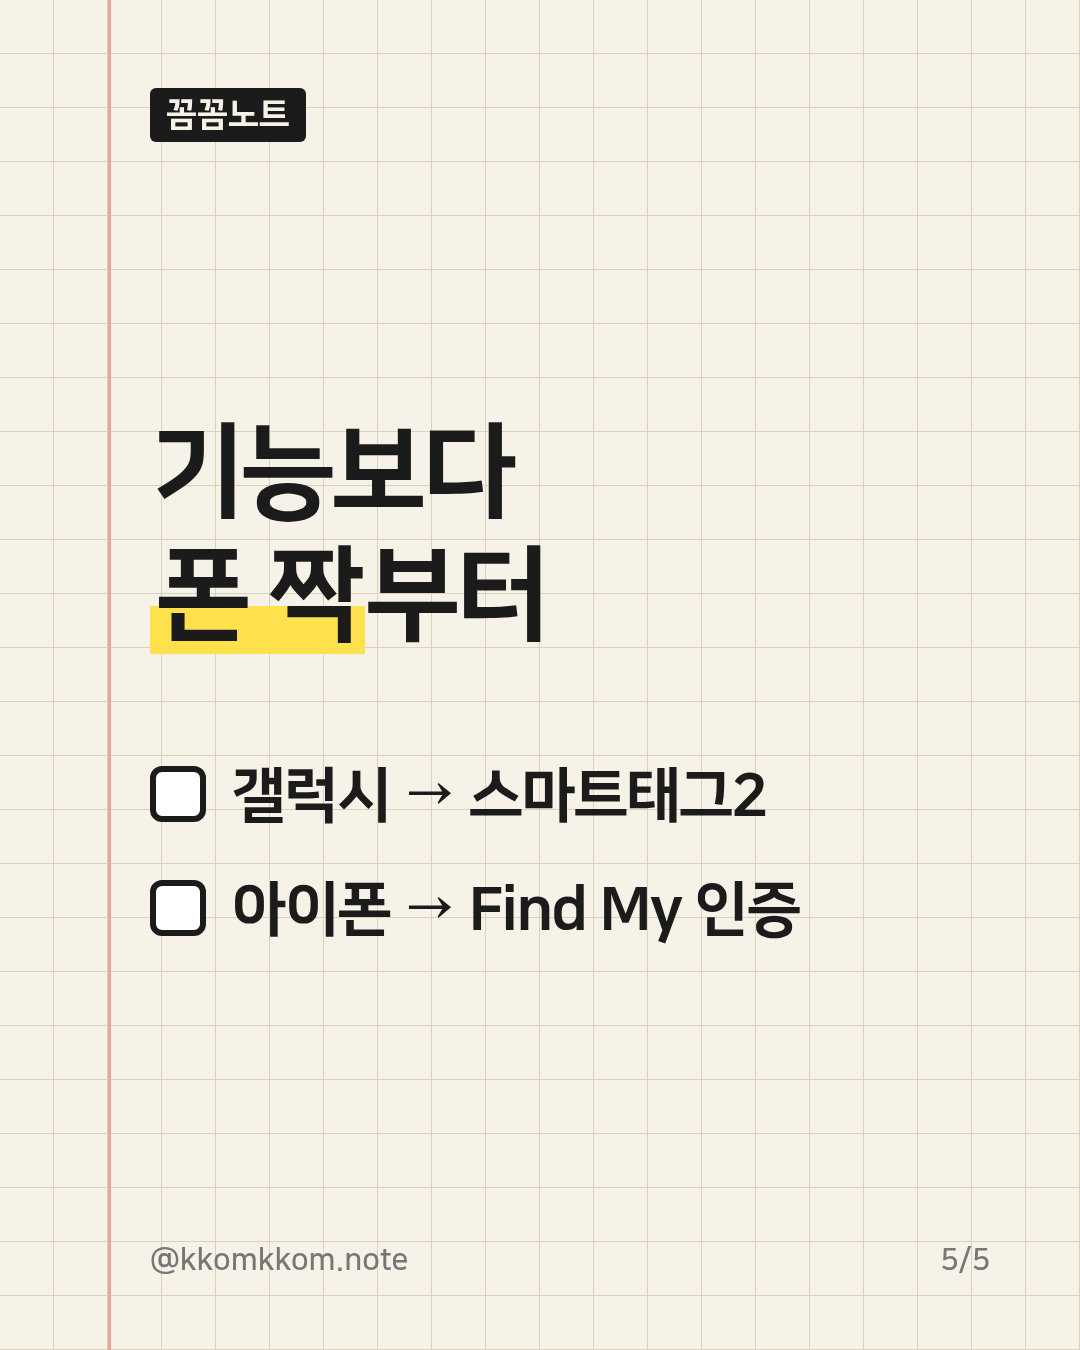 꼼꼼노트
기능보다
폰 짝부터
갤럭시 → 스마트태그2
아이폰 → Find My 인증
@kkomkkom.note
5/5